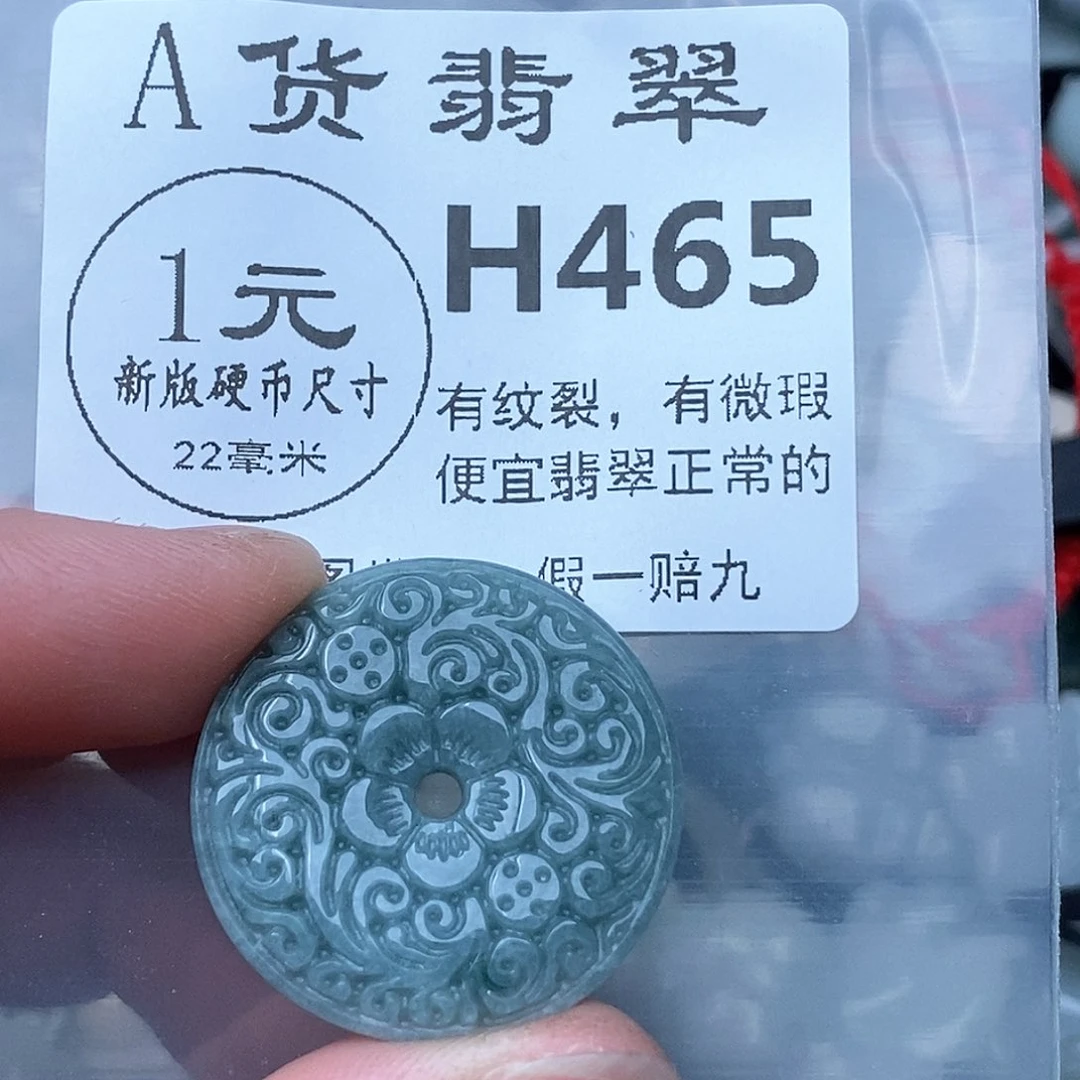 A货翡翠
H465
1元
新版硬币尺寸
22毫米
有纹裂，有微瑕
便宜翡翠正常的
假一赔九